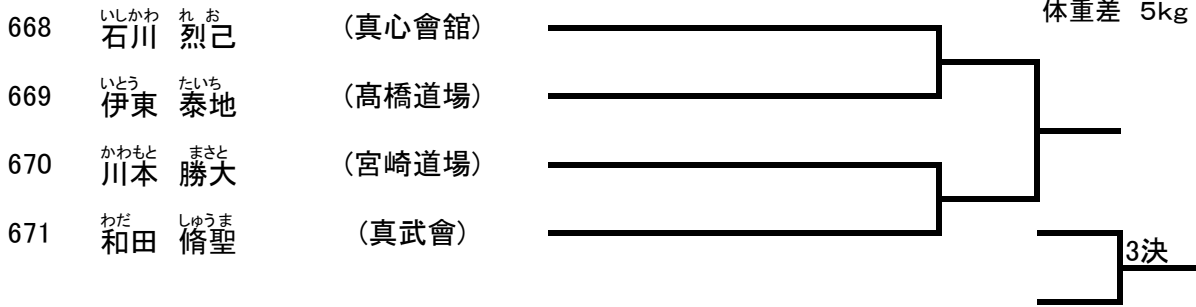 体重差 5kg
いしかわ れお
668 石川 烈己 (真心會舘)
いとう たいち
669 伊東 泰地 (髙橋道場)
かわもと まさと
670 川本 勝大 (宮崎道場)
わだ しゅうま
671 和田 脩聖 (真武會)
3決